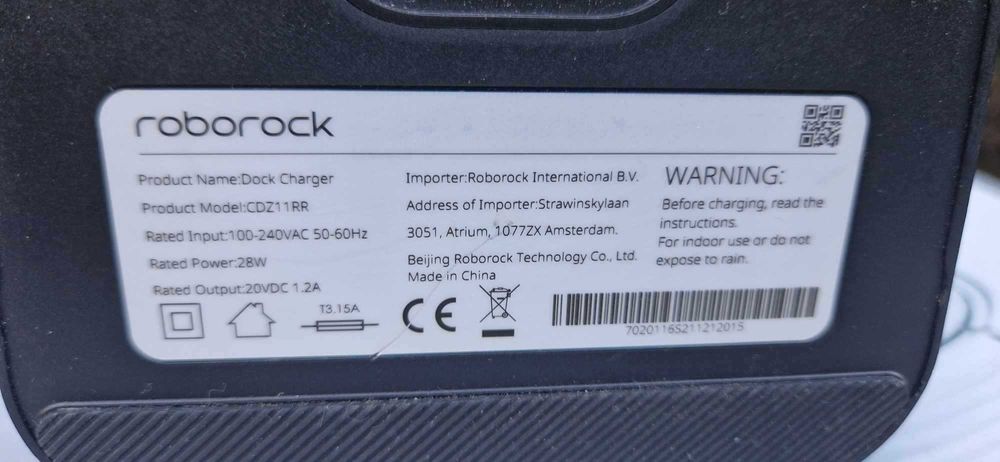 roborock
Product Name:Dock Charger
Product Model:CDZ11RR
Rated Input:100-240VAC 50-60Hz
Rated Power:28W
Rated Output:20VDC 1.2A
T3.15A
Importer:Roborock International B.V.
Address of Importer:Strawinskylaan
3051, Atrium, 1077ZX Amsterdam.
Beijing Roborock Technology Co., Ltd.
Made in China
CE
WARNING:
Before charging, read the
instructions.
For indoor use or do not
expose to rain.
7020116S211212015